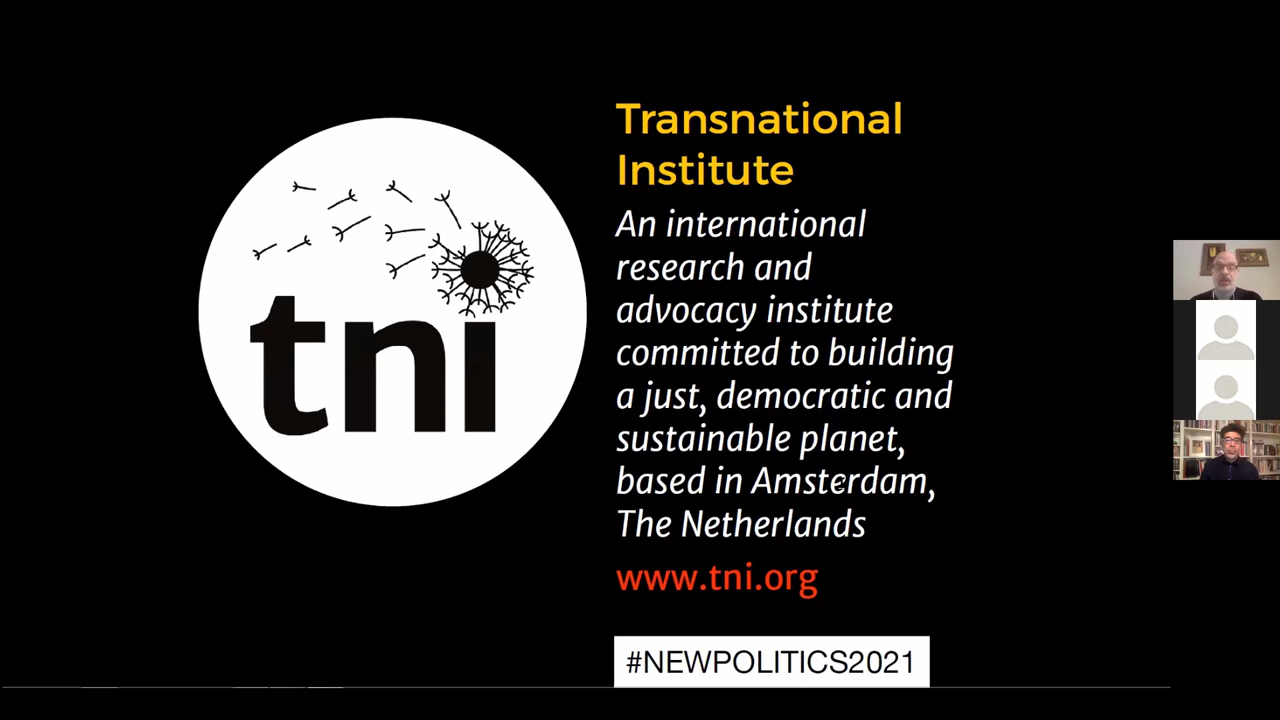 tni
Transnational
Institute
An international
research and
advocacy institute
committed to building
a just, democratic and
sustainable planet,
based in Amsterdam,
The Netherlands
www.tni.org
#NEWPOLITICS2021